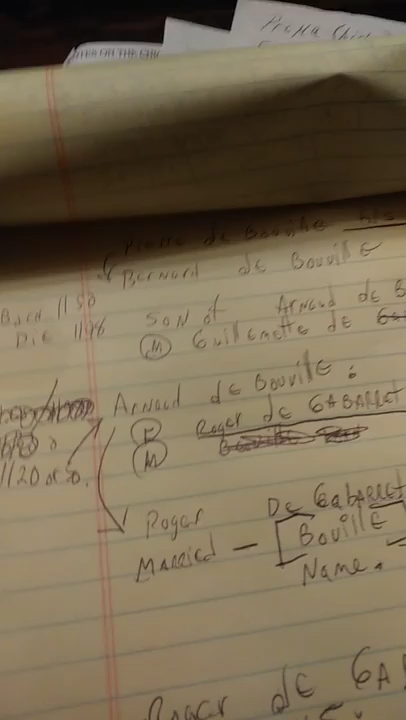 Pierre de Bouville
& Bernard de Bouville
Born 1150
Die 1198
SON of Arnaud de B
(M) Guillemette de
Arnaud de Bouville:
(F) Roger de GABARRET
(M)
1120 or so.
Roger De Gabarret
Married - [Bouville
Name.
Roger de GA